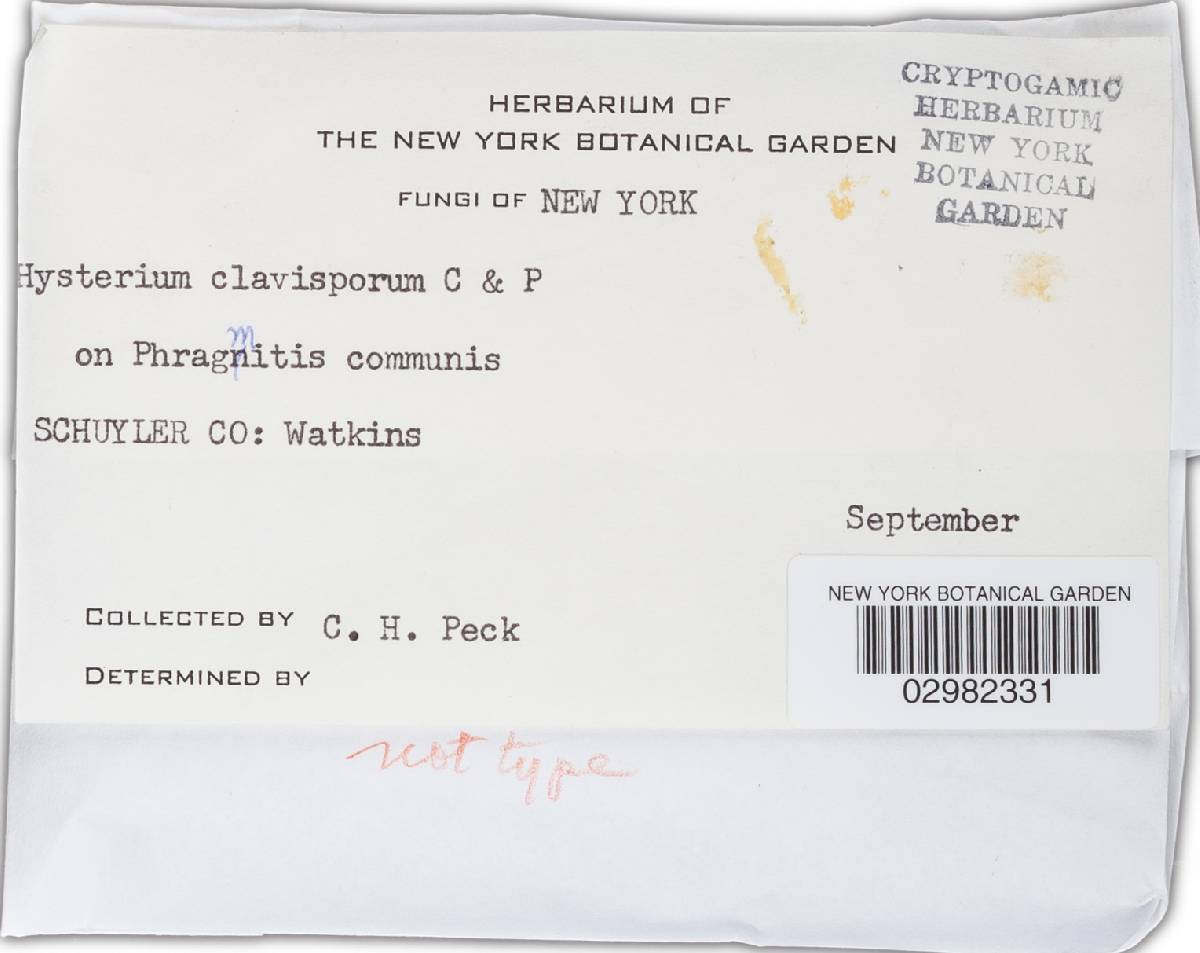 CRYPTOGAMIC
HERBARIUM
NEW YORK
BOTANICAL
GARDEN
HERBARIUM OF
THE NEW YORK BOTANICAL GARDEN
FUNGI OF NEW YORK
Hysterium clavisporum C & P
on Phragmitis communis
SCHUYLER CO: Watkins
September
COLLECTED BY C. H. Peck
DETERMINED BY
NEW YORK BOTANICAL GARDEN
02982331
not type